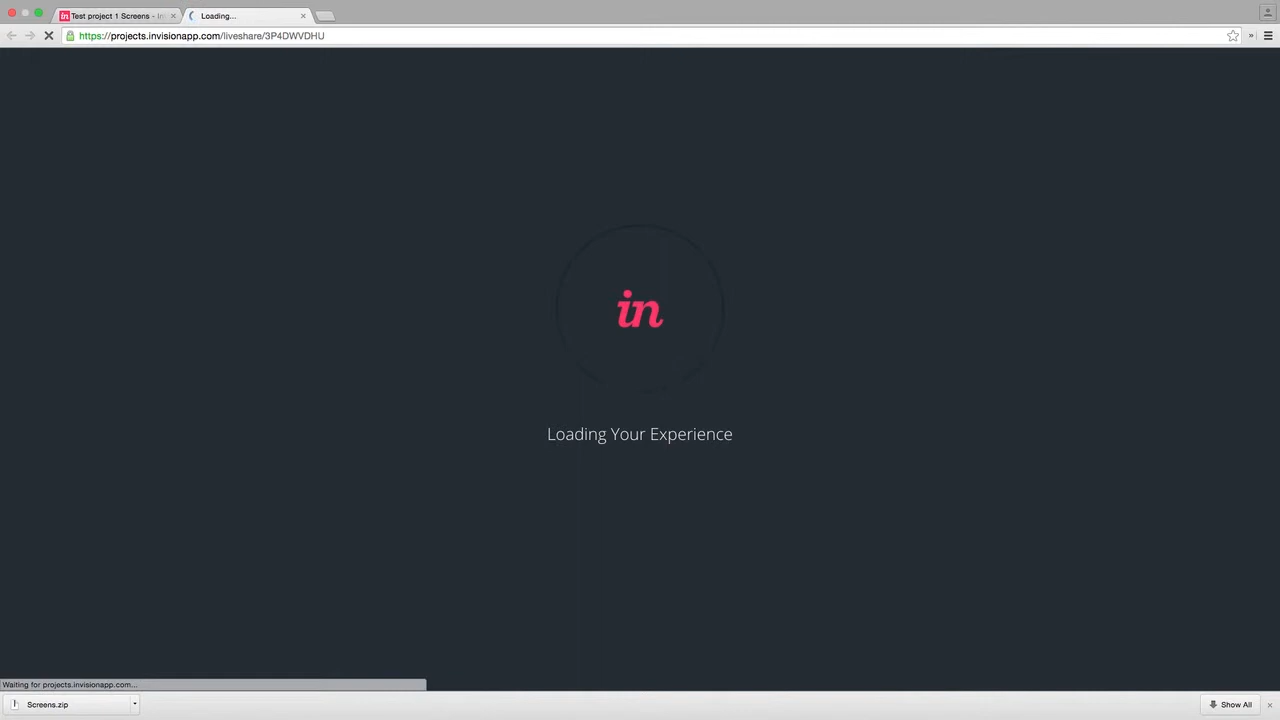 in Test project 1 Screens - In
Loading...
https://projects.invisionapp.com/liveshare/3P4DWVDHU
in
Loading Your Experience
Waiting for projects.invisionapp.com...
Screens.zip
Show All